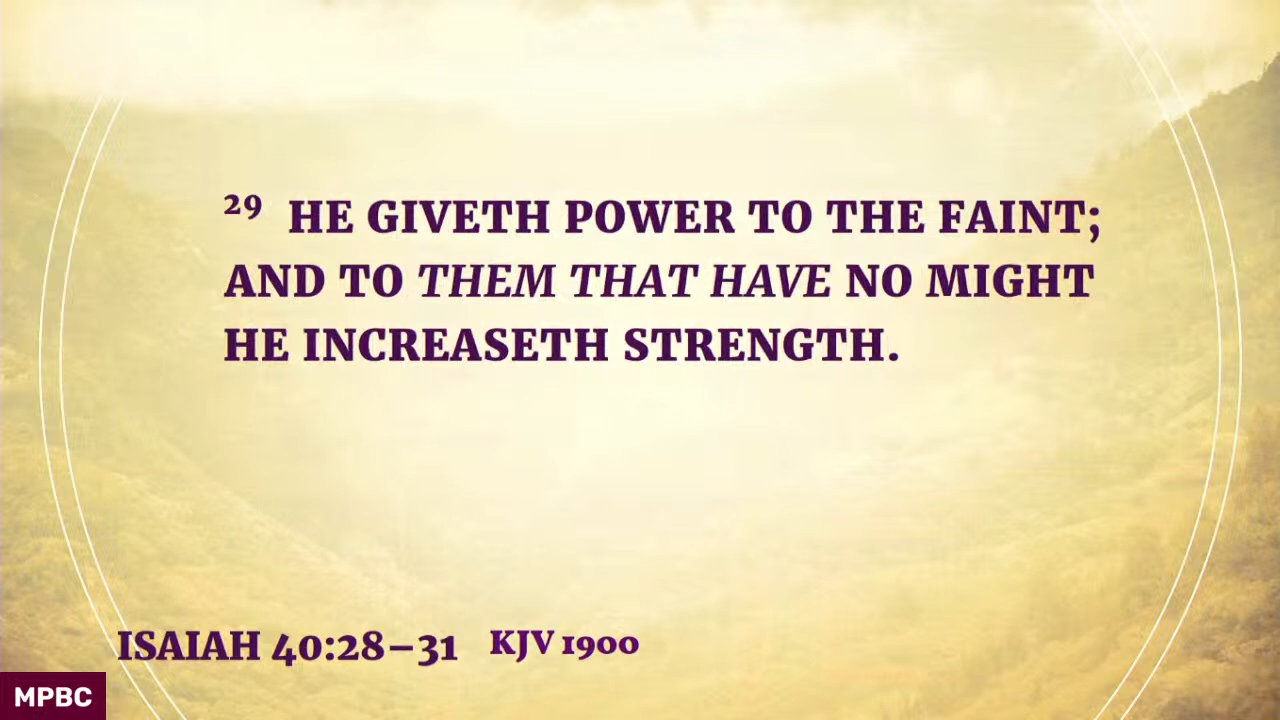 29 HE GIVETH POWER TO THE FAINT;
AND TO THEM THAT HAVE NO MIGHT
HE INCREASETH STRENGTH.
ISAIAH 40:28–31 KJV 1900
MPBC